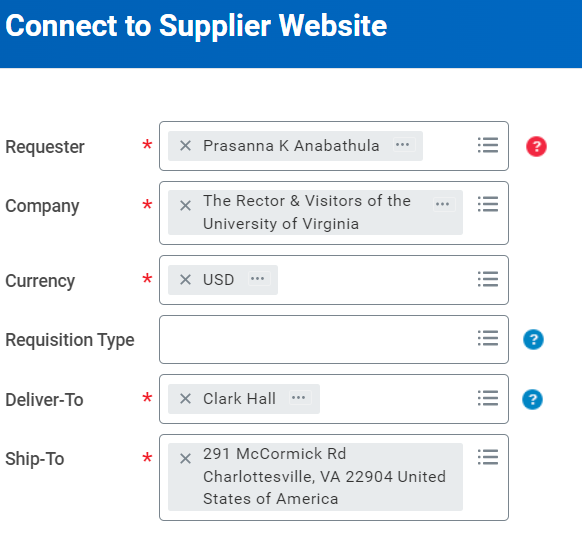 Connect to Supplier Website
Requester * × Prasanna K Anabathula ··· ?
Company * × The Rector & Visitors of the ···
University of Virginia
Currency * × USD ···
Requisition Type ?
Deliver-To * × Clark Hall ··· ?
Ship-To * × 291 McCormick Rd
Charlottesville, VA 22904 United
States of America